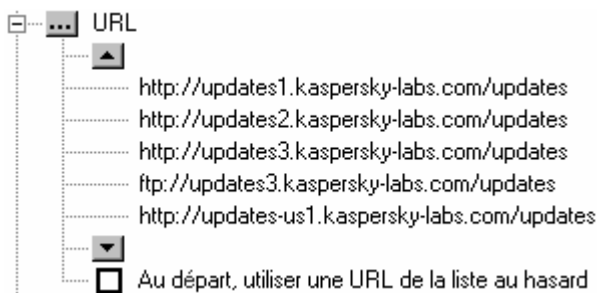 URL
http://updates1.kaspersky-labs.com/updates
http://updates2.kaspersky-labs.com/updates
http://updates3.kaspersky-labs.com/updates
ftp://updates3.kaspersky-labs.com/updates
http://updates-us1.kaspersky-labs.com/updates
Au départ, utiliser une URL de la liste au hasard